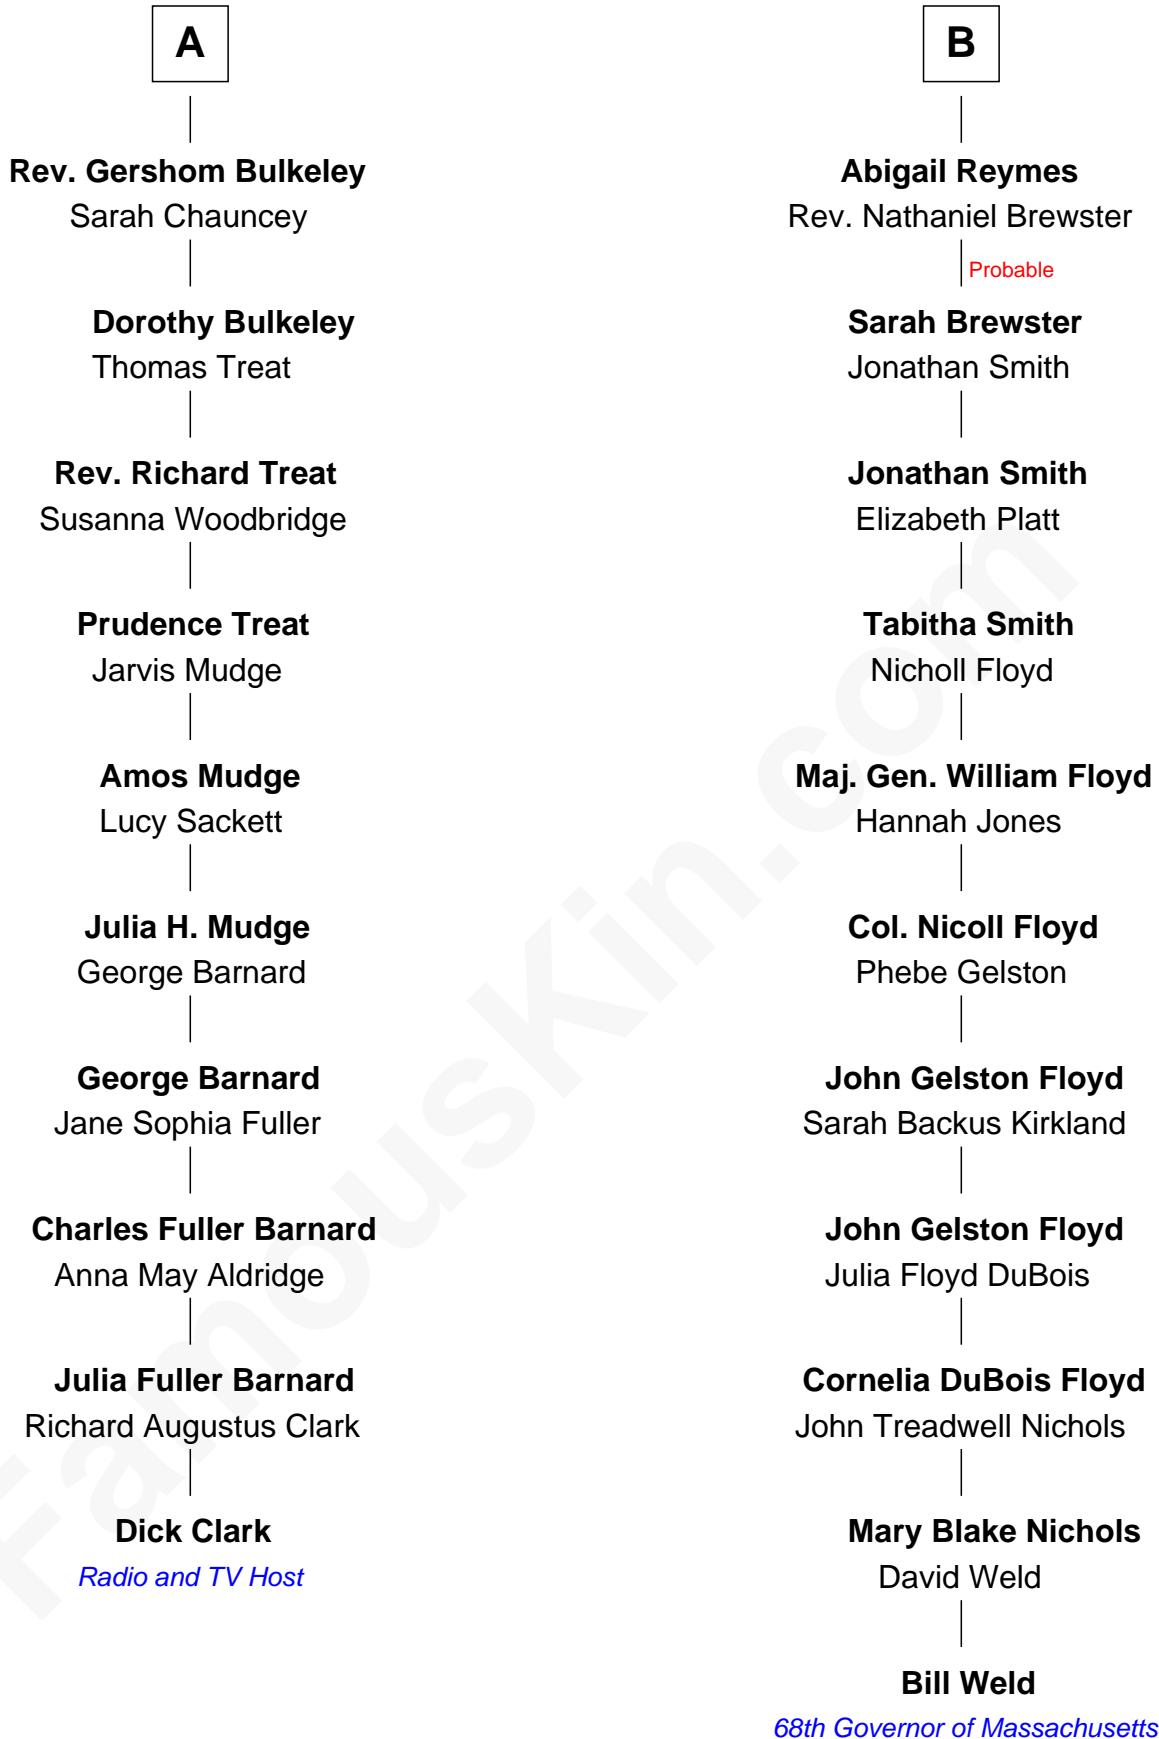 A
Rev. Gershom Bulkeley
Sarah Chauncey
Dorothy Bulkeley
Thomas Treat
Rev. Richard Treat
Susanna Woodbridge
Prudence Treat
Jarvis Mudge
Amos Mudge
Lucy Sackett
Julia H. Mudge
George Barnard
George Barnard
Jane Sophia Fuller
Charles Fuller Barnard
Anna May Aldridge
Julia Fuller Barnard
Richard Augustus Clark
Dick Clark
Radio and TV Host
B
Abigail Reymes
Rev. Nathaniel Brewster
Probable
Sarah Brewster
Jonathan Smith
Jonathan Smith
Elizabeth Platt
Tabitha Smith
Nicholl Floyd
Maj. Gen. William Floyd
Hannah Jones
Col. Nicoll Floyd
Phebe Gelston
John Gelston Floyd
Sarah Backus Kirkland
John Gelston Floyd
Julia Floyd DuBois
Cornelia DuBois Floyd
John Treadwell Nichols
Mary Blake Nichols
David Weld
Bill Weld
68th Governor of Massachusetts
FamousKin.com